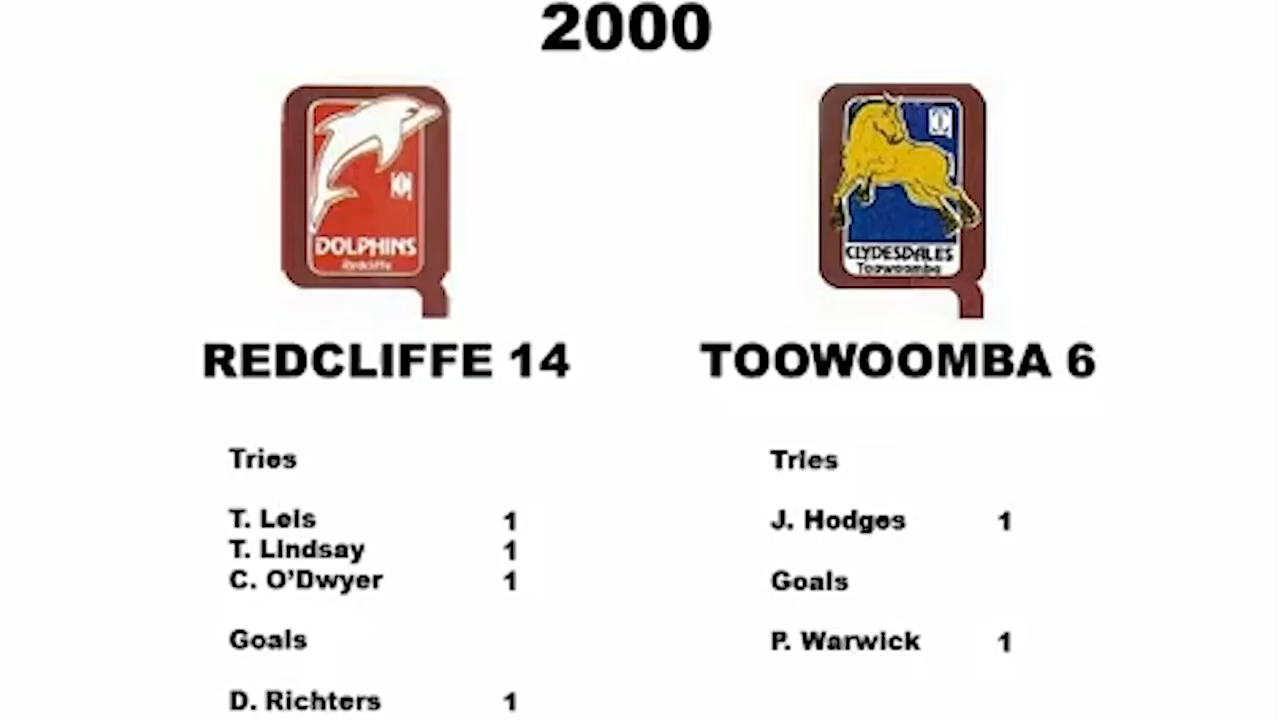 2000
DOLPHINS
Redcliffe
CLYDESDALES
Toowoomba
REDCLIFFE 14
TOOWOOMBA 6
Tries
T. Leis 1
T. Lindsay 1
C. O'Dwyer 1
Goals
D. Richters 1
Tries
J. Hodges 1
Goals
P. Warwick 1